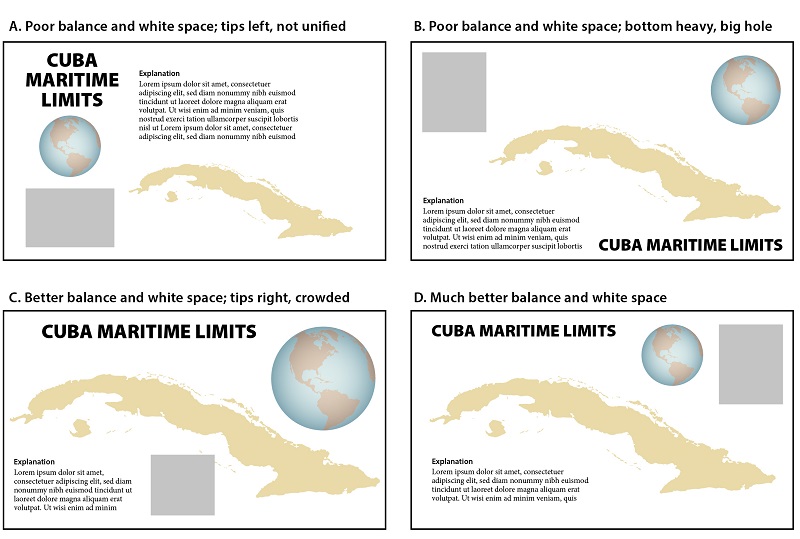 A. Poor balance and white space; tips left, not unified
CUBA
MARITIME
LIMITS
Explanation
Lorem ipsum dolor sit amet, consectetuer
adipiscing elit, sed diam nonummy nibh euismod
tincidunt ut laoreet dolore magna aliquam erat
volutpat. Ut wisi enim ad minim veniam, quis
nostrud exerci tation ullamcorper suscipit lobortis
nisl ut Lorem ipsum dolor sit amet, consectetuer
adipiscing elit, sed diam nonummy nibh euismod
B. Poor balance and white space; bottom heavy, big hole
Explanation
Lorem ipsum dolor sit amet, consectetuer
adipiscing elit, sed diam nonummy nibh euismod
tincidunt ut laoreet dolore magna aliquam erat
volutpat. Ut wisi enim ad minim veniam, quis
nostrud exerci tation ullamcorper suscipit lobortis
CUBA MARITIME LIMITS
C. Better balance and white space; tips right, crowded
CUBA MARITIME LIMITS
Explanation
Lorem ipsum dolor sit amet,
consectetuer adipiscing elit, sed diam
nonummy nibh euismod tincidunt ut
laoreet dolore magna aliquam erat
volutpat. Ut wisi enim ad minim
D. Much better balance and white space
CUBA MARITIME LIMITS
Explanation
Lorem ipsum dolor sit amet, consectetuer
adipiscing elit, sed diam nonummy nibh euismod
tincidunt ut laoreet dolore magna aliquam erat
volutpat. Ut wisi enim ad minim veniam, quis